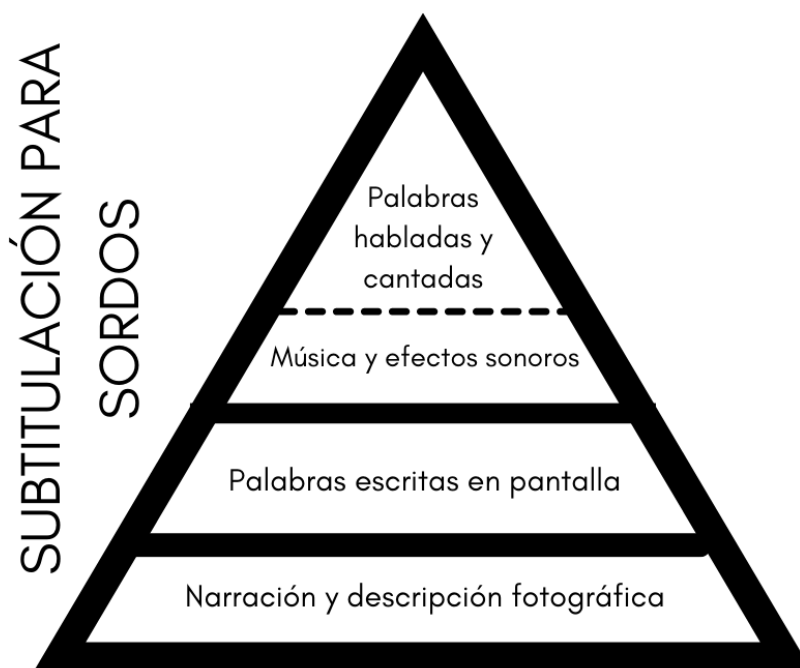 SUBTITULACIÓN PARA
SORDOS
Palabras
habladas y
cantadas
Música y efectos sonoros
Palabras escritas en pantalla
Narración y descripción fotográfica